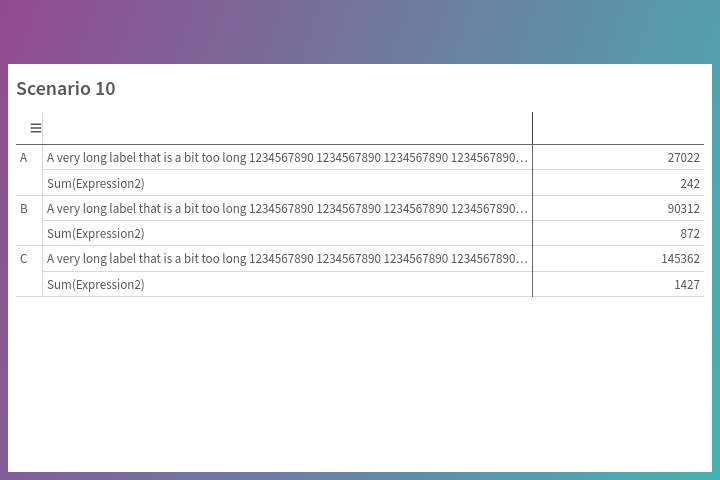 Scenario 10
A A very long label that is a bit too long 1234567890 1234567890 1234567890 1234567890… 27022
Sum(Expression2) 242
B A very long label that is a bit too long 1234567890 1234567890 1234567890 1234567890… 90312
Sum(Expression2) 872
C A very long label that is a bit too long 1234567890 1234567890 1234567890 1234567890… 145362
Sum(Expression2) 1427